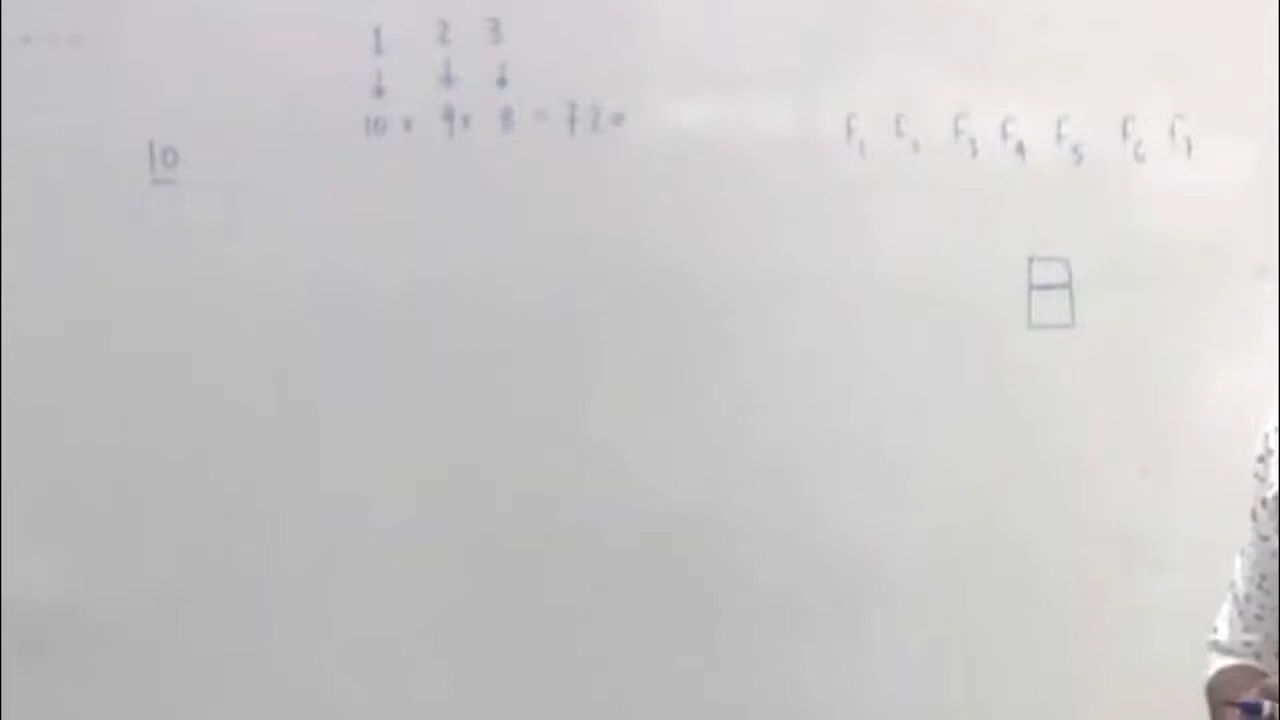 1 2 3
↓ ↓ ↓
10 × 9 × 8 = 720
F1 F2 F3 F4 F5 F6 F7
10